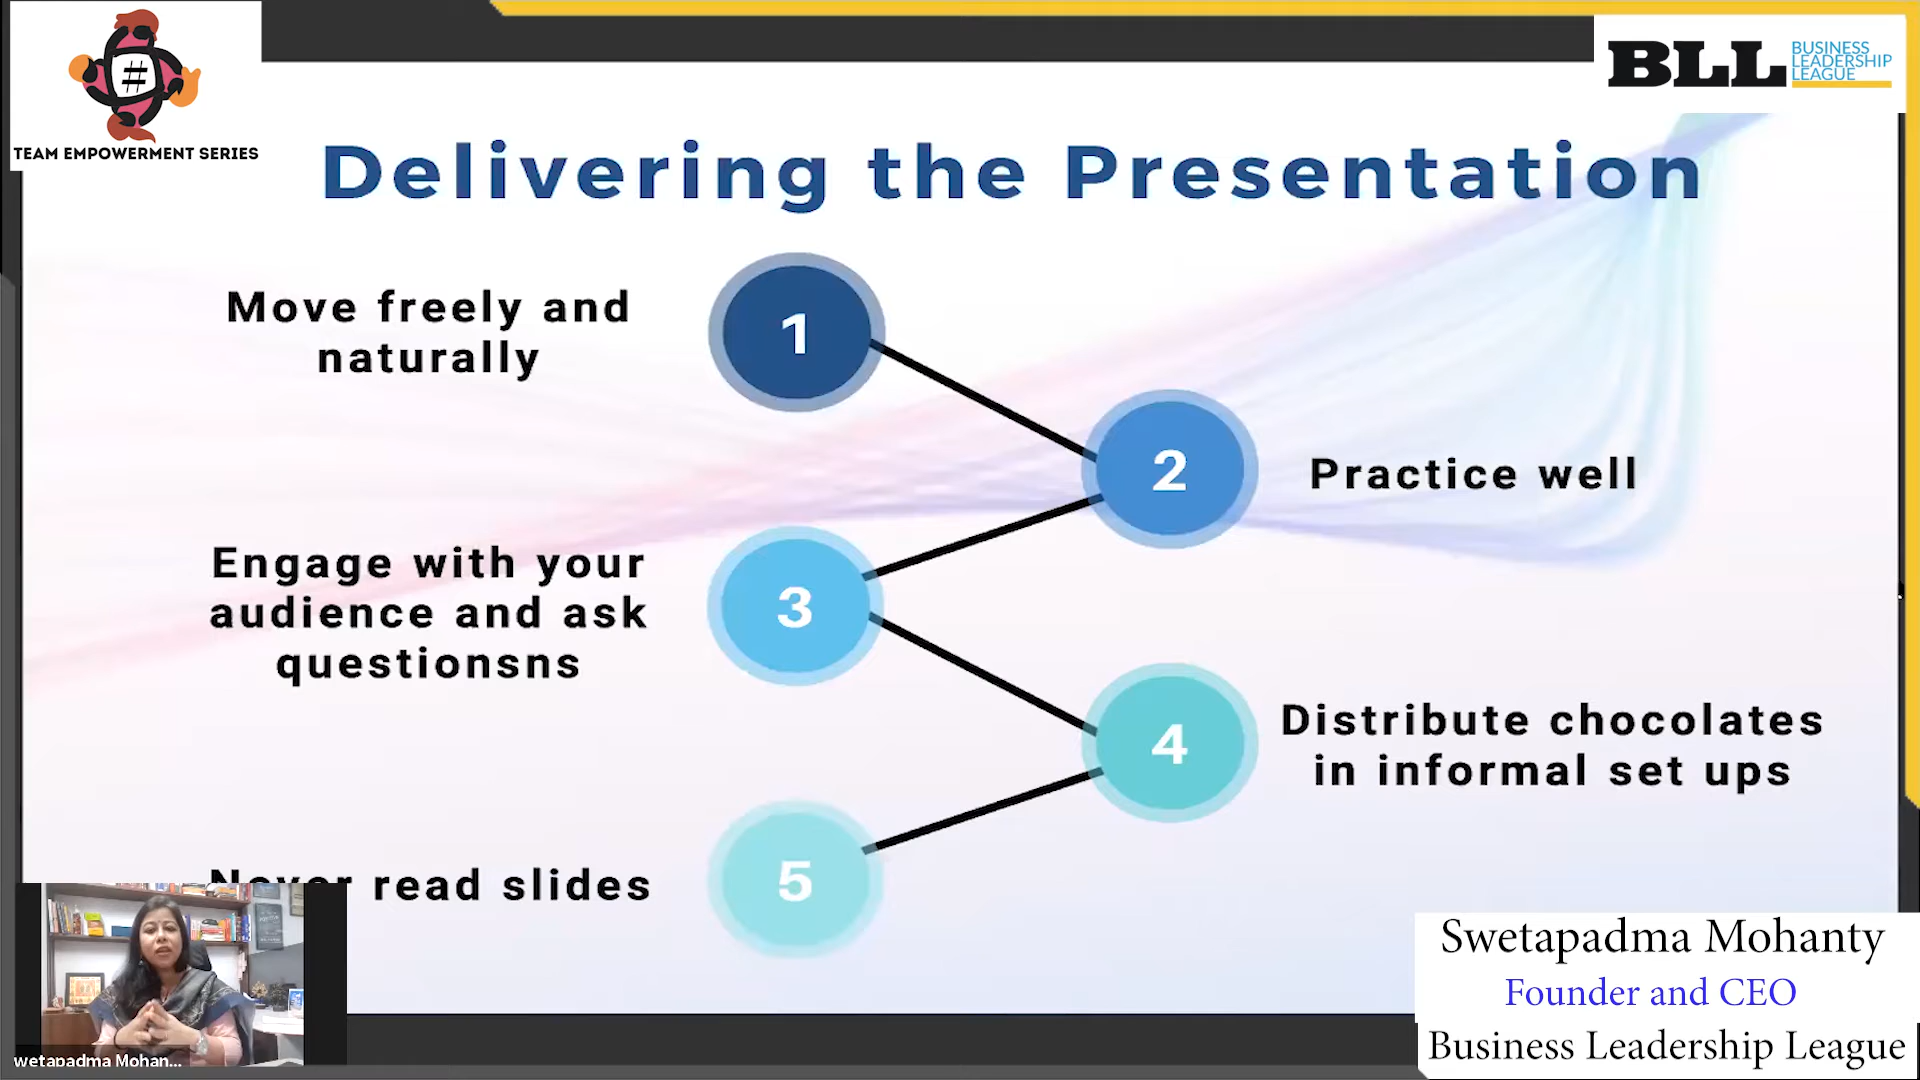 #
TEAM EMPOWERMENT SERIES
BLL
BUSINESS
LEADERSHIP
LEAGUE
Delivering the Presentation
Move freely and
naturally
1
2
Practice well
Engage with your
audience and ask
questionsns
3
4
Distribute chocolates
in informal set ups
Never read slides
5
wetapadma Mohan...
Swetapadma Mohanty
Founder and CEO
Business Leadership League